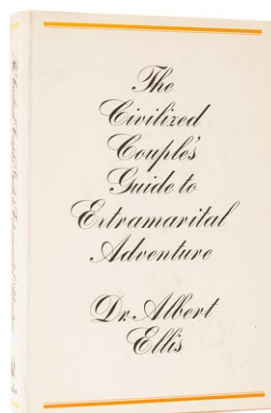 The
Civilized
Couple's
Guide to
Extramarital
Adventure
Dr. Albert
Ellis